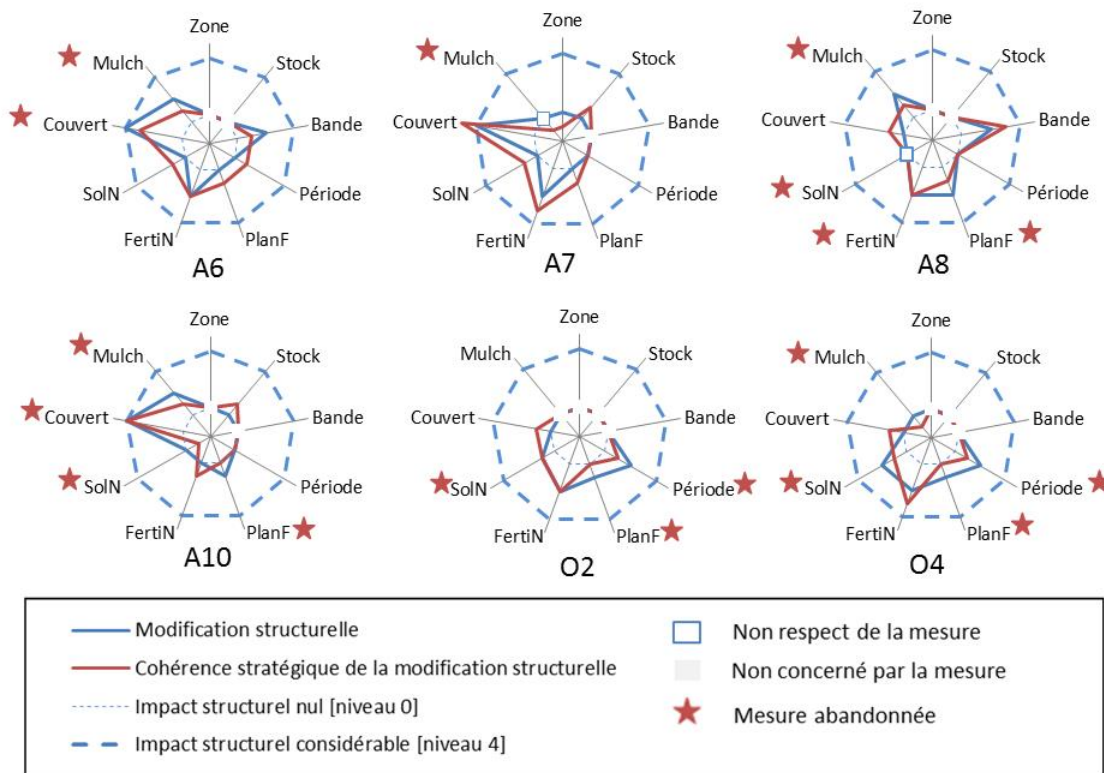 Zone
Stock
Bande
Période
PlanF
FertiN
SolN
Couvert
Mulch
A6
Zone
Stock
Bande
Période
PlanF
FertiN
SolN
Couvert
Mulch
A7
Zone
Stock
Bande
Période
PlanF
FertiN
SolN
Couvert
Mulch
A8
Zone
Stock
Bande
Période
PlanF
FertiN
SolN
Couvert
Mulch
A10
Zone
Stock
Bande
Période
PlanF
FertiN
SolN
Couvert
Mulch
O2
Zone
Stock
Bande
Période
PlanF
FertiN
SolN
Couvert
Mulch
O4
Modification structurelle
Cohérence stratégique de la modification structurelle
Impact structurel nul [niveau 0]
Impact structurel considérable [niveau 4]
Non respect de la mesure
Non concerné par la mesure
Mesure abandonnée